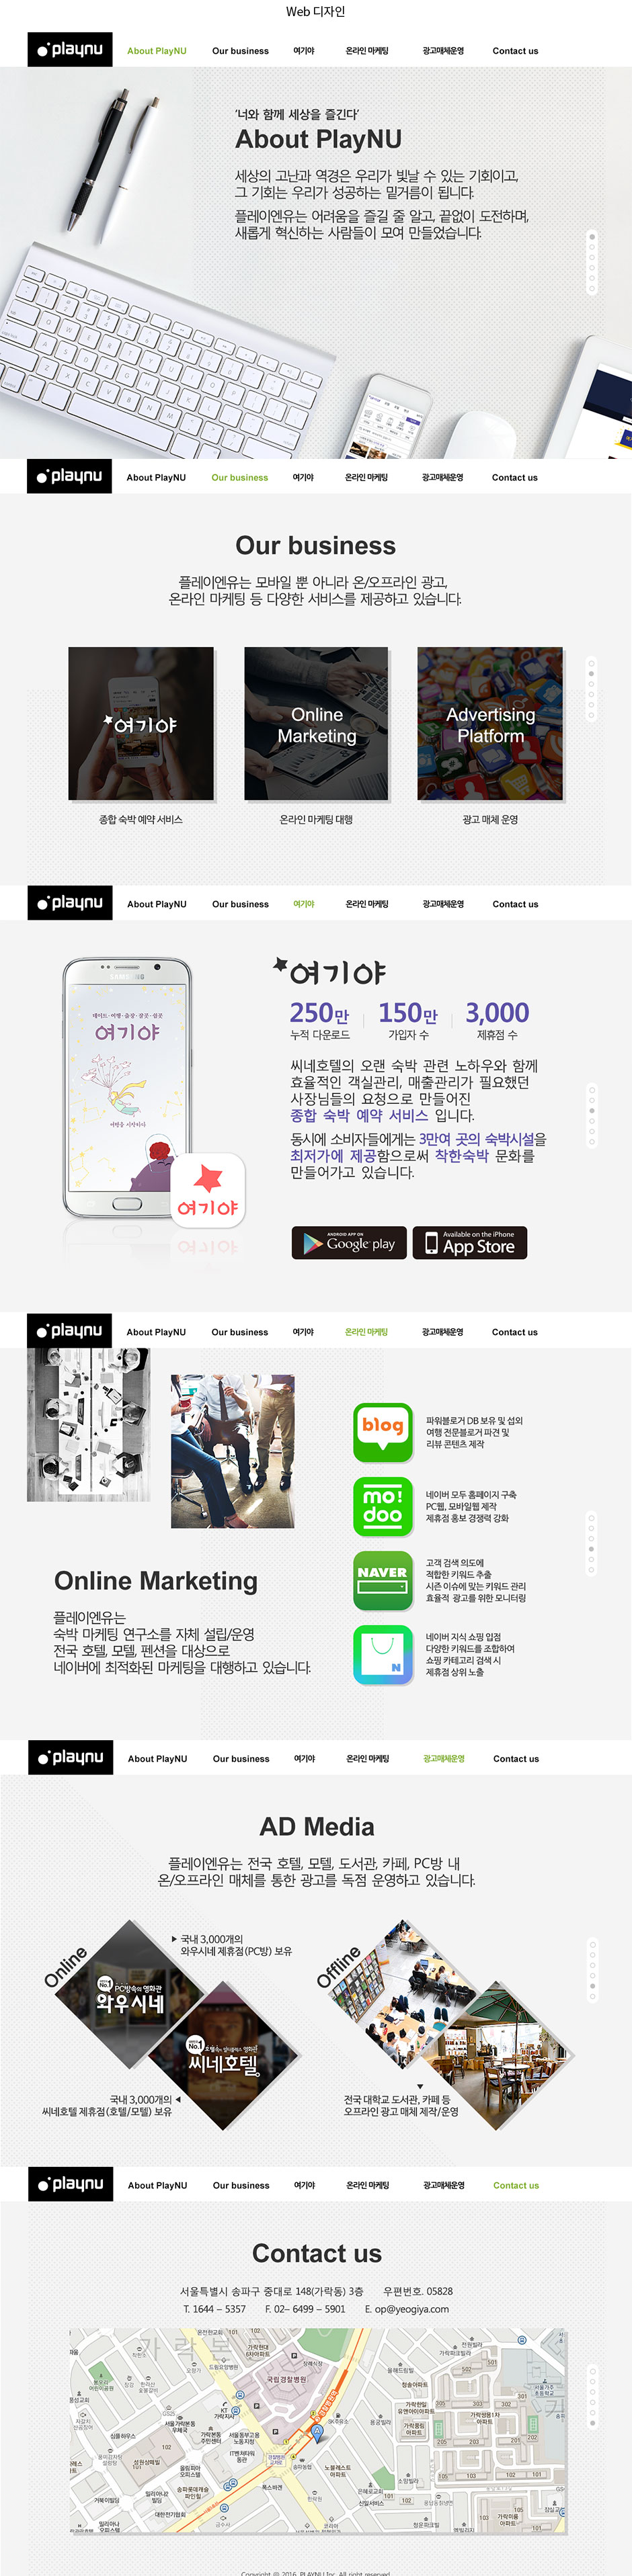 Web 디자인
playnu About PlayNU Our business 여기야 온라인 마케팅 광고매체운영 Contact us
'너와 함께 세상을 즐긴다'
About PlayNU
세상의 고난과 역경은 우리가 빛날 수 있는 기회이고,
그 기회는 우리가 성공하는 밑거름이 됩니다.
플레이엔유는 어려움을 즐길 줄 알고, 끝없이 도전하며,
새롭게 혁신하는 사람들이 모여 만들었습니다.
playnu About PlayNU Our business 여기야 온라인 마케팅 광고매체운영 Contact us
Our business
플레이엔유는 모바일 뿐 아니라 온/오프라인 광고,
온라인 마케팅 등 다양한 서비스를 제공하고 있습니다.
여기야
Online
Marketing
Advertising
Platform
종합 숙박 예약 서비스
온라인 마케팅 대행
광고 매체 운영
playnu About PlayNU Our business 여기야 온라인 마케팅 광고매체운영 Contact us
SAMSUNG
여기야
여기야
여기야
250만 150만 3,000
누적 다운로드 가입자 수 제휴점 수
씨네호텔의 오랜 숙박 관련 노하우와 함께
효율적인 객실관리, 매출관리가 필요했던
사장님들의 요청으로 만들어진
종합 숙박 예약 서비스 입니다.
동시에 소비자들에게는 3만여 곳의 숙박시설을
최저가에 제공함으로써 착한숙박 문화를
만들어가고 있습니다.
ANDROID APP ON
Google play
Available on the iPhone
App Store
playnu About PlayNU Our business 여기야 온라인 마케팅 광고매체운영 Contact us
blog
파워블로거 DB 보유 및 섭외
여행 전문블로거 파견 및
리뷰 콘텐츠 제작
mo!
doo
네이버 모두 홈페이지 구축
PC웹, 모바일웹 제작
제휴점 홍보 경쟁력 강화
NAVER
고객 검색 의도에
적합한 키워드 추출
시즌 이슈에 맞는 키워드 관리
효율적 광고를 위한 모니터링
N
네이버 지식 쇼핑 입점
다양한 키워드를 조합하여
쇼핑 카테고리 검색 시
제휴점 상위 노출
Online Marketing
플레이엔유는
숙박 마케팅 연구소를 자체 설립/운영
전국 호텔, 모텔, 펜션을 대상으로
네이버에 최적화된 마케팅을 대행하고 있습니다.
playnu About PlayNU Our business 여기야 온라인 마케팅 광고매체운영 Contact us
AD Media
플레이엔유는 전국 호텔, 모텔, 도서관, 카페, PC방 내
온/오프라인 매체를 통한 광고를 독점 운영하고 있습니다.
Online
▶ 국내 3,000개의
와우시네 제휴점(PC방) 보유
No.1 PC방속의 영화관
와우시네
No.1
씨네호텔
국내 3,000개의 ◀
씨네호텔 제휴점(호텔/모텔) 보유
Offline
▼
전국 대학교 도서관, 카페 등
오프라인 광고 매체 제작/운영
playnu About PlayNU Our business 여기야 온라인 마케팅 광고매체운영 Contact us
Contact us
서울특별시 송파구 중대로 148(가락동) 3층 우편번호. 05828
T. 1644 – 5357 F. 02– 6499 – 5901 E. op@yeogiya.com
국립경찰병원
Copyright @ 2016. PLAYNU Inc. All right reserved